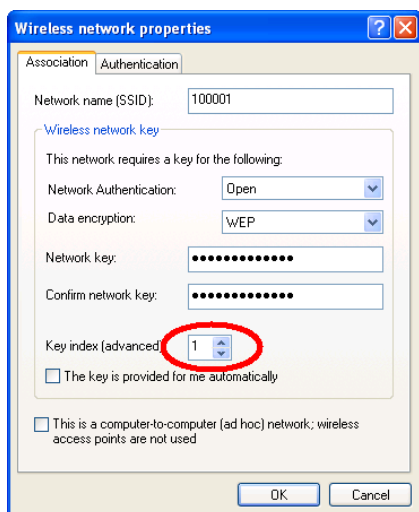 Wireless network properties
Association Authentication
Network name (SSID): 100001
Wireless network key
This network requires a key for the following:
Network Authentication: Open
Data encryption: WEP
Network key: •••••••••••••
Confirm network key: •••••••••••••
Key index (advanced) 1
The key is provided for me automatically
This is a computer-to-computer (ad hoc) network; wireless
access points are not used
OK Cancel